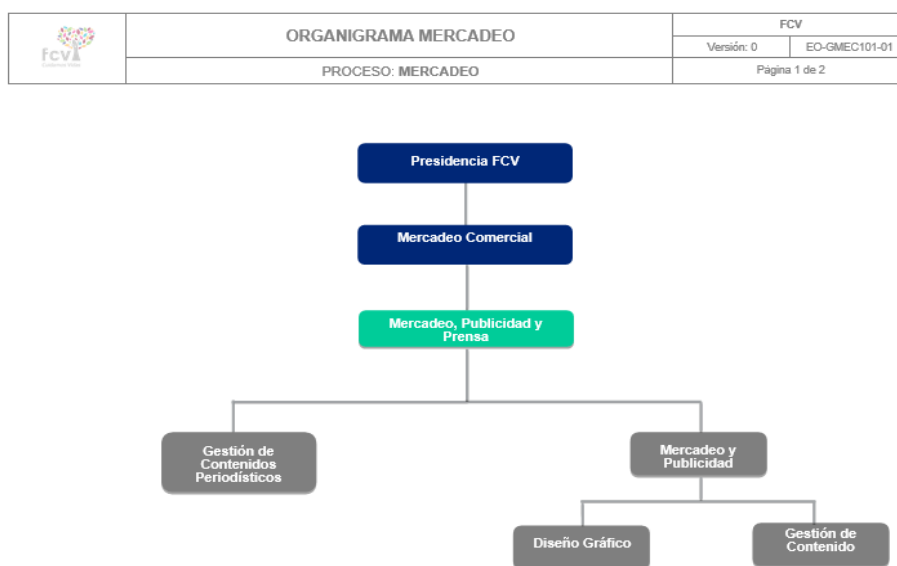 fcv
ORGANIGRAMA MERCADEO
FCV
Versión: 0
EO-GMEC101-01
PROCESO: MERCADEO
Página 1 de 2
Presidencia FCV
Mercadeo Comercial
Mercadeo, Publicidad y
Prensa
Gestión de
Contenidos
Periodísticos
Mercadeo y
Publicidad
Diseño Gráfico
Gestión de
Contenido